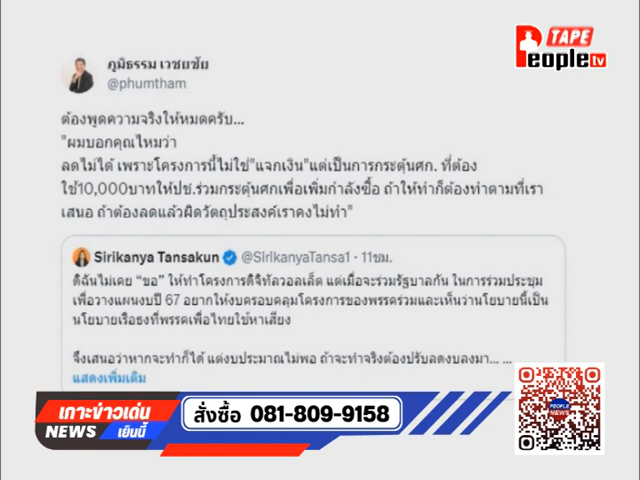 TAPE
People tv
ภูมิธรรม เวชยชัย
@phumtham
ต้องพูดความจริงให้หมดครับ...
"ผมบอกคุณไหมว่า
ลดไม่ได้ เพราะโครงการนี้ไม่ใช่"แจกเงิน"แต่เป็นการกระตุ้นศก. ที่ต้อง
ใช้10,000บาทให้ปช.ร่วมกระตุ้นศกเพื่อเพิ่มกำลังซื้อ ถ้าให้ทำก็ต้องทำตามที่เรา
เสนอ ถ้าต้องลดแล้วผิดวัตถุประสงค์เราคงไม่ทำ"
Sirikanya Tansakun @SirikanyaTansa1 · 11ชม.
ดิฉันไม่เคย "ขอ" ให้ทำโครงการดิจิทัลวอลเล็ต แต่เมื่อจะร่วมรัฐบาลกัน ในการร่วมประชุม
เพื่อวางแผนงบปี 67 อยากให้งบครอบคลุมโครงการของพรรคร่วมและเห็นว่านโยบายนี้เป็น
นโยบายเรือธงที่พรรคเพื่อไทยใช้หาเสียง
จึงเสนอว่าหากจะทำก็ได้ แต่งบประมาณไม่พอ ถ้าจะทำจริงต้องปรับลดงบลงมา... ...
แสดงเพิ่มเติม
เกาะข่าวเด่น
NEWS เย็นนี้
สั่งซื้อ 081-809-9158
PEOPLE
NEWS